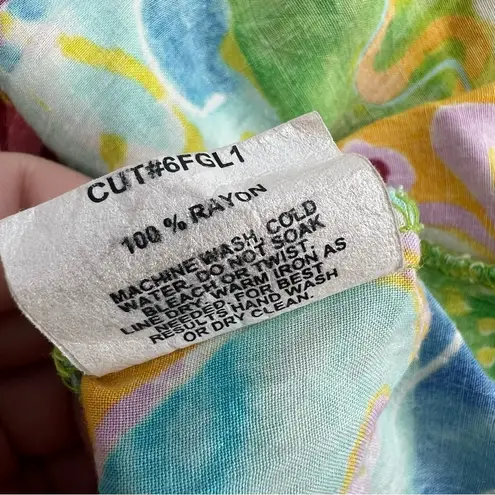 CUT#6FGL1
100 % RAYON
MACHINE WASH, COLD
WATER, DO NOT SOAK
BLEACH OR TWIST,
LINE DRY, WARM IRON AS
NEEDED, FOR BEST
RESULTS HAND WASH
OR DRY CLEAN.